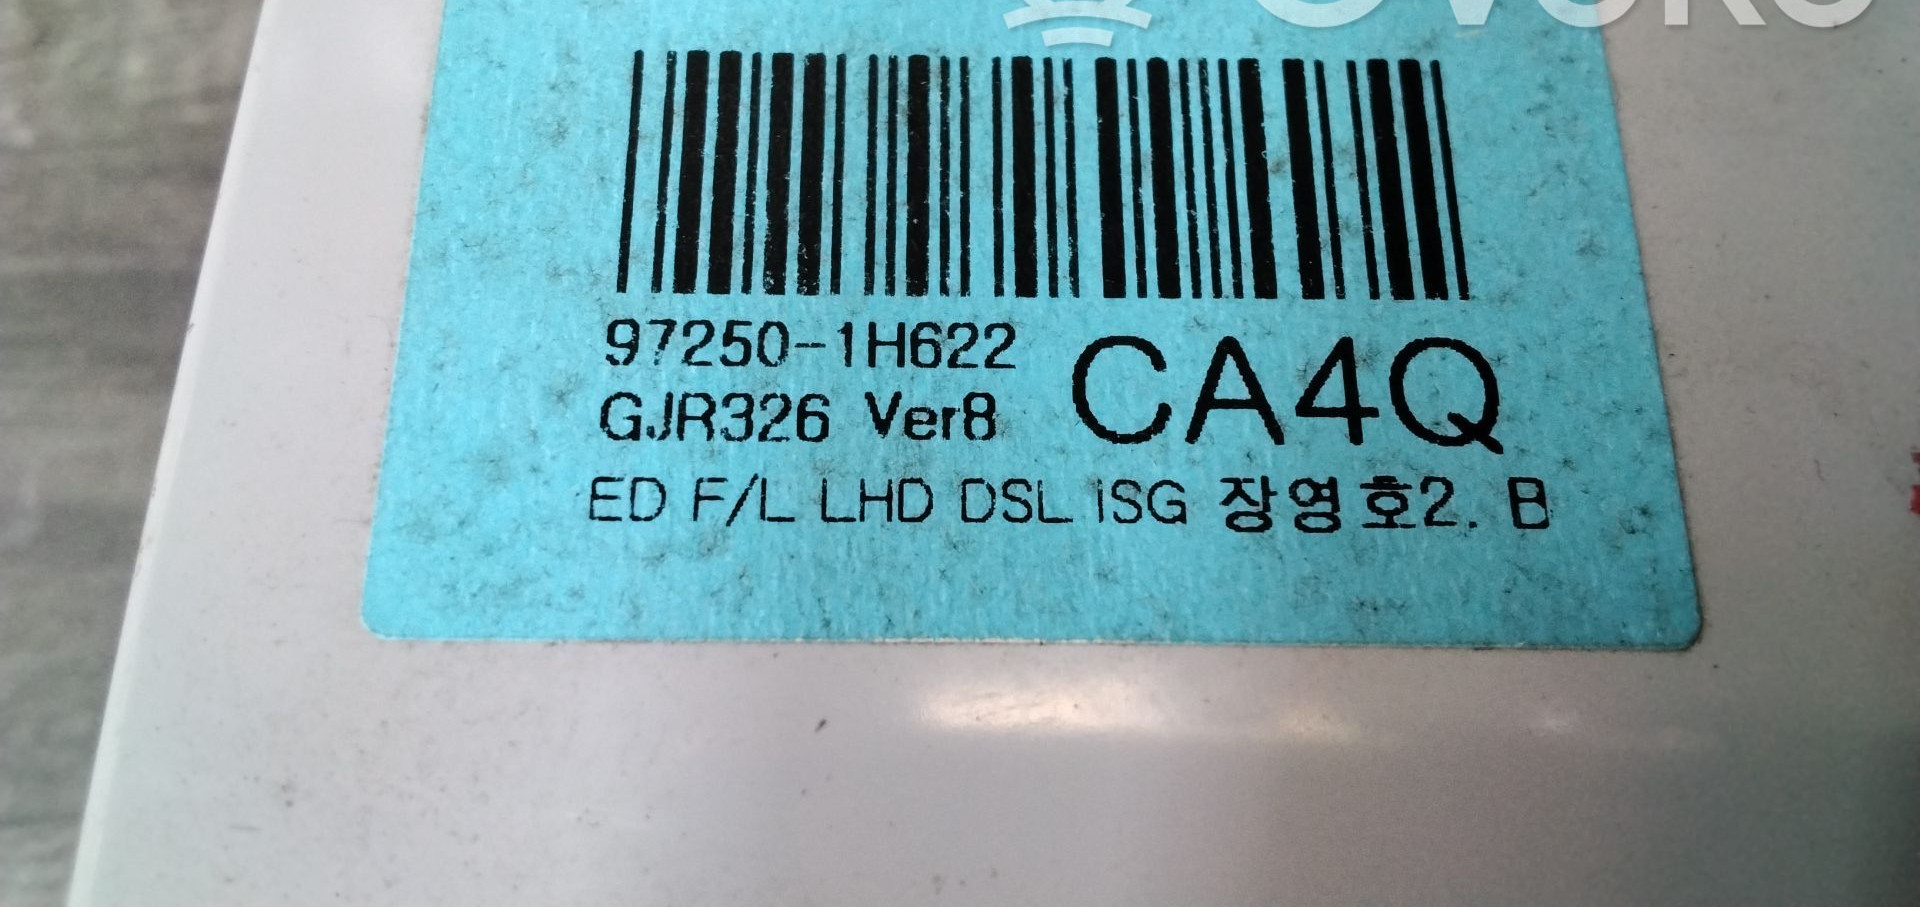 97250-1H622
CA4Q
GJR326 Ver8
ED F/L LHD DSL ISG 장영호2. B